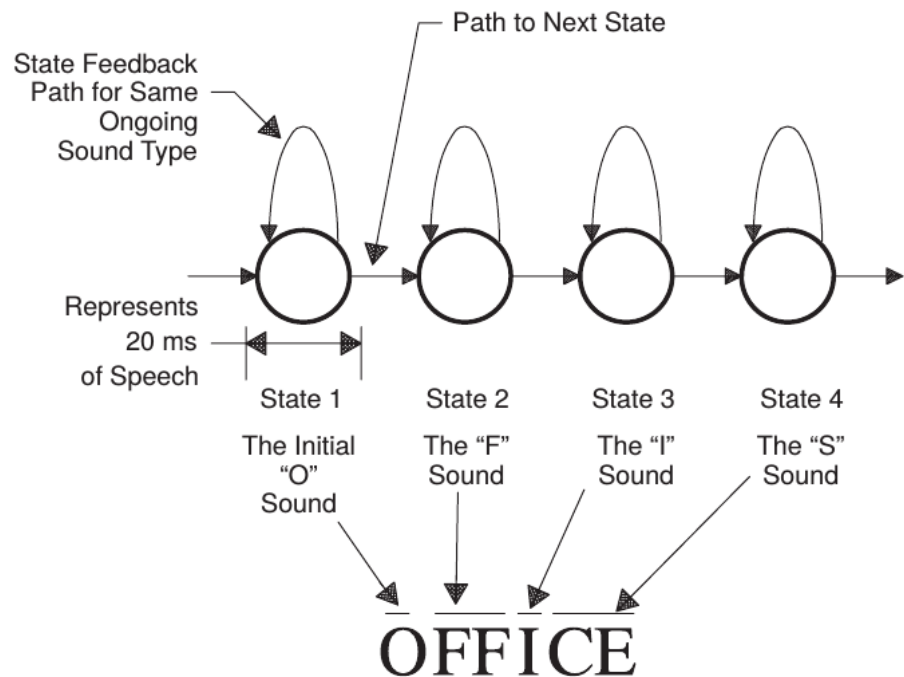 Path to Next State
State Feedback
Path for Same
Ongoing
Sound Type
Represents
20 ms
of Speech
State 1
State 2
State 3
State 4
The Initial
“O”
Sound
The “F”
Sound
The “I”
Sound
The “S”
Sound
OFFICE